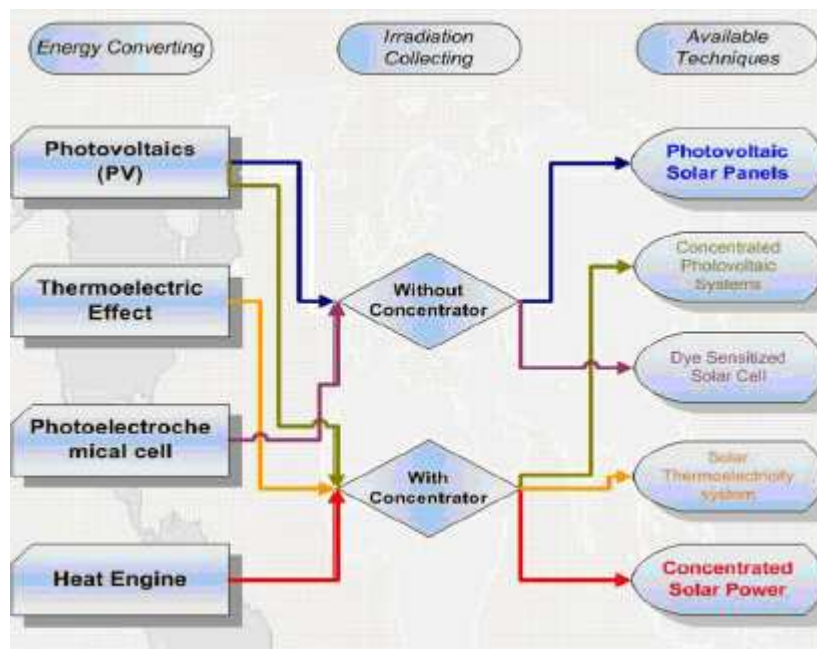 Energy Converting
Irradiation
Collecting
Available
Techniques
Photovoltaics
(PV)
Thermoelectric
Effect
Photoelectroche
mical cell
Heat Engine
Without
Concentrator
With
Concentrator
Photovoltaic
Solar Panels
Concentrated
Photovoltaic
Systems
Dye Sensitized
Solar Cell
Solar
Thermoelectricity
system
Concentrated
Solar Power